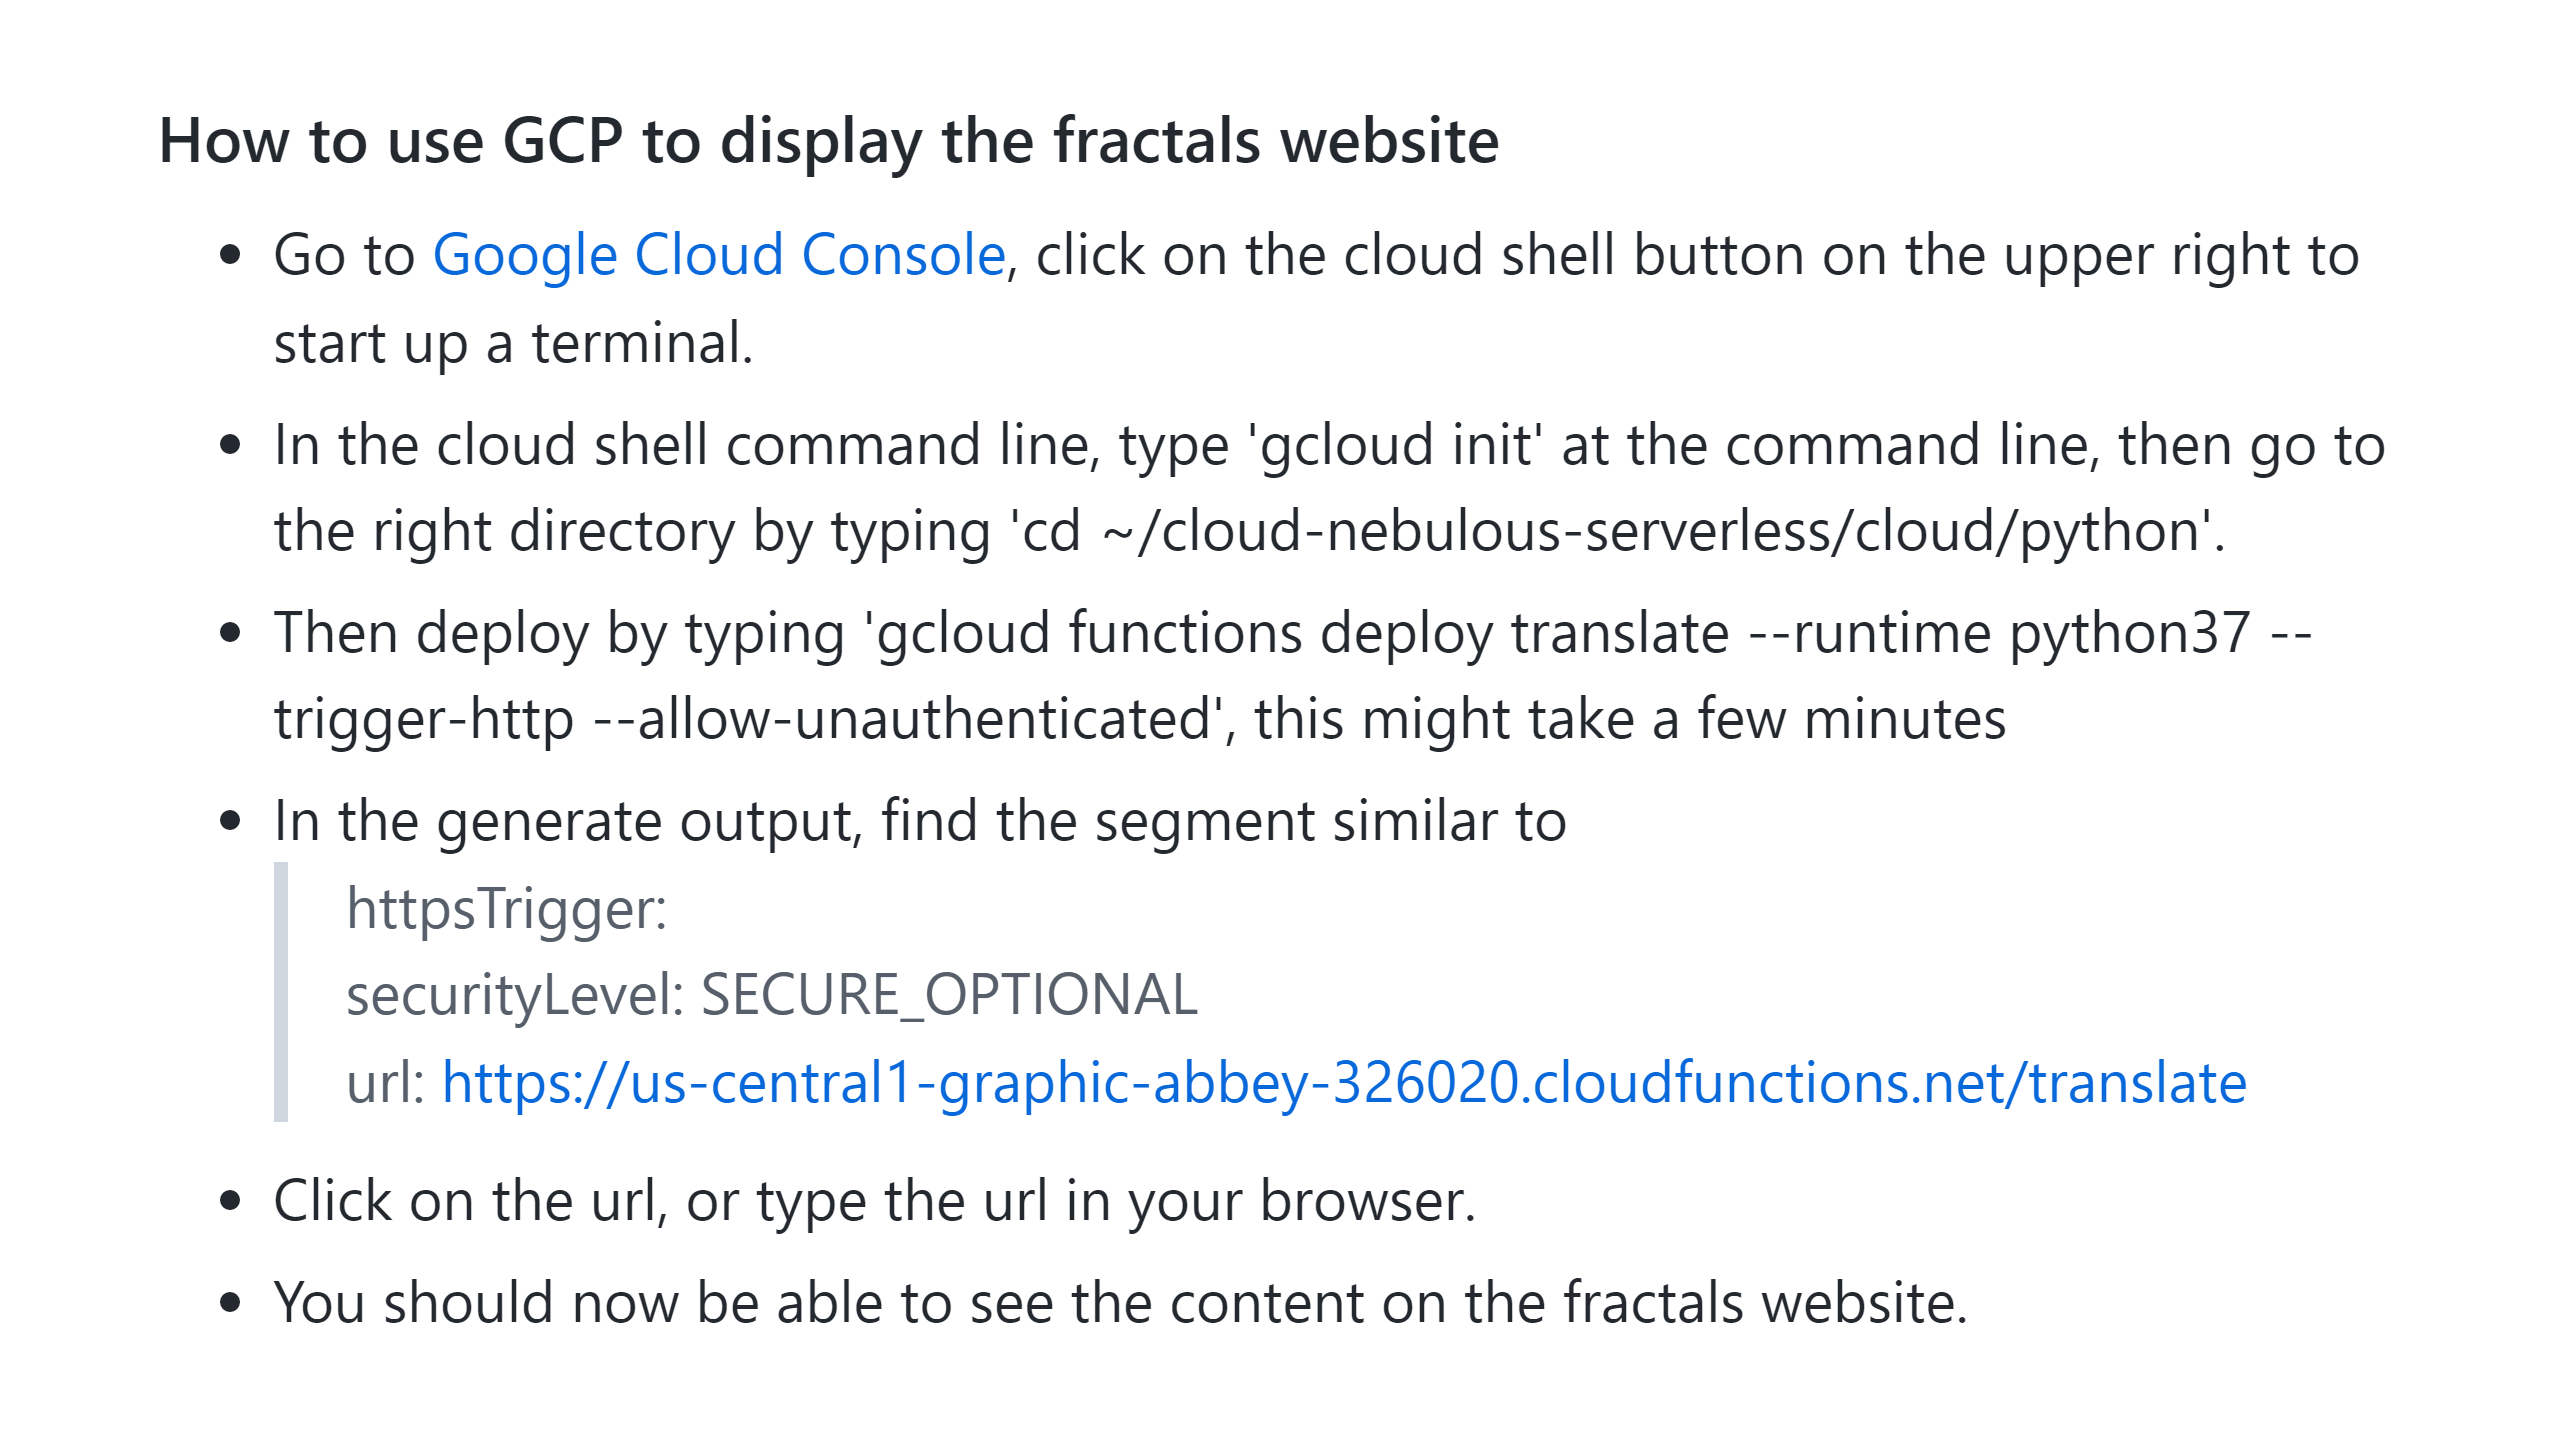 How to use GCP to display the fractals website
Go to Google Cloud Console, click on the cloud shell button on the upper right to
start up a terminal.
In the cloud shell command line, type 'gcloud init' at the command line, then go to
the right directory by typing 'cd ~/cloud-nebulous-serverless/cloud/python'.
Then deploy by typing 'gcloud functions deploy translate --runtime python37 --
trigger-http --allow-unauthenticated', this might take a few minutes
In the generate output, find the segment similar to
httpsTrigger:
securityLevel: SECURE_OPTIONAL
url: https://us-central1-graphic-abbey-326020.cloudfunctions.net/translate
Click on the url, or type the url in your browser.
You should now be able to see the content on the fractals website.